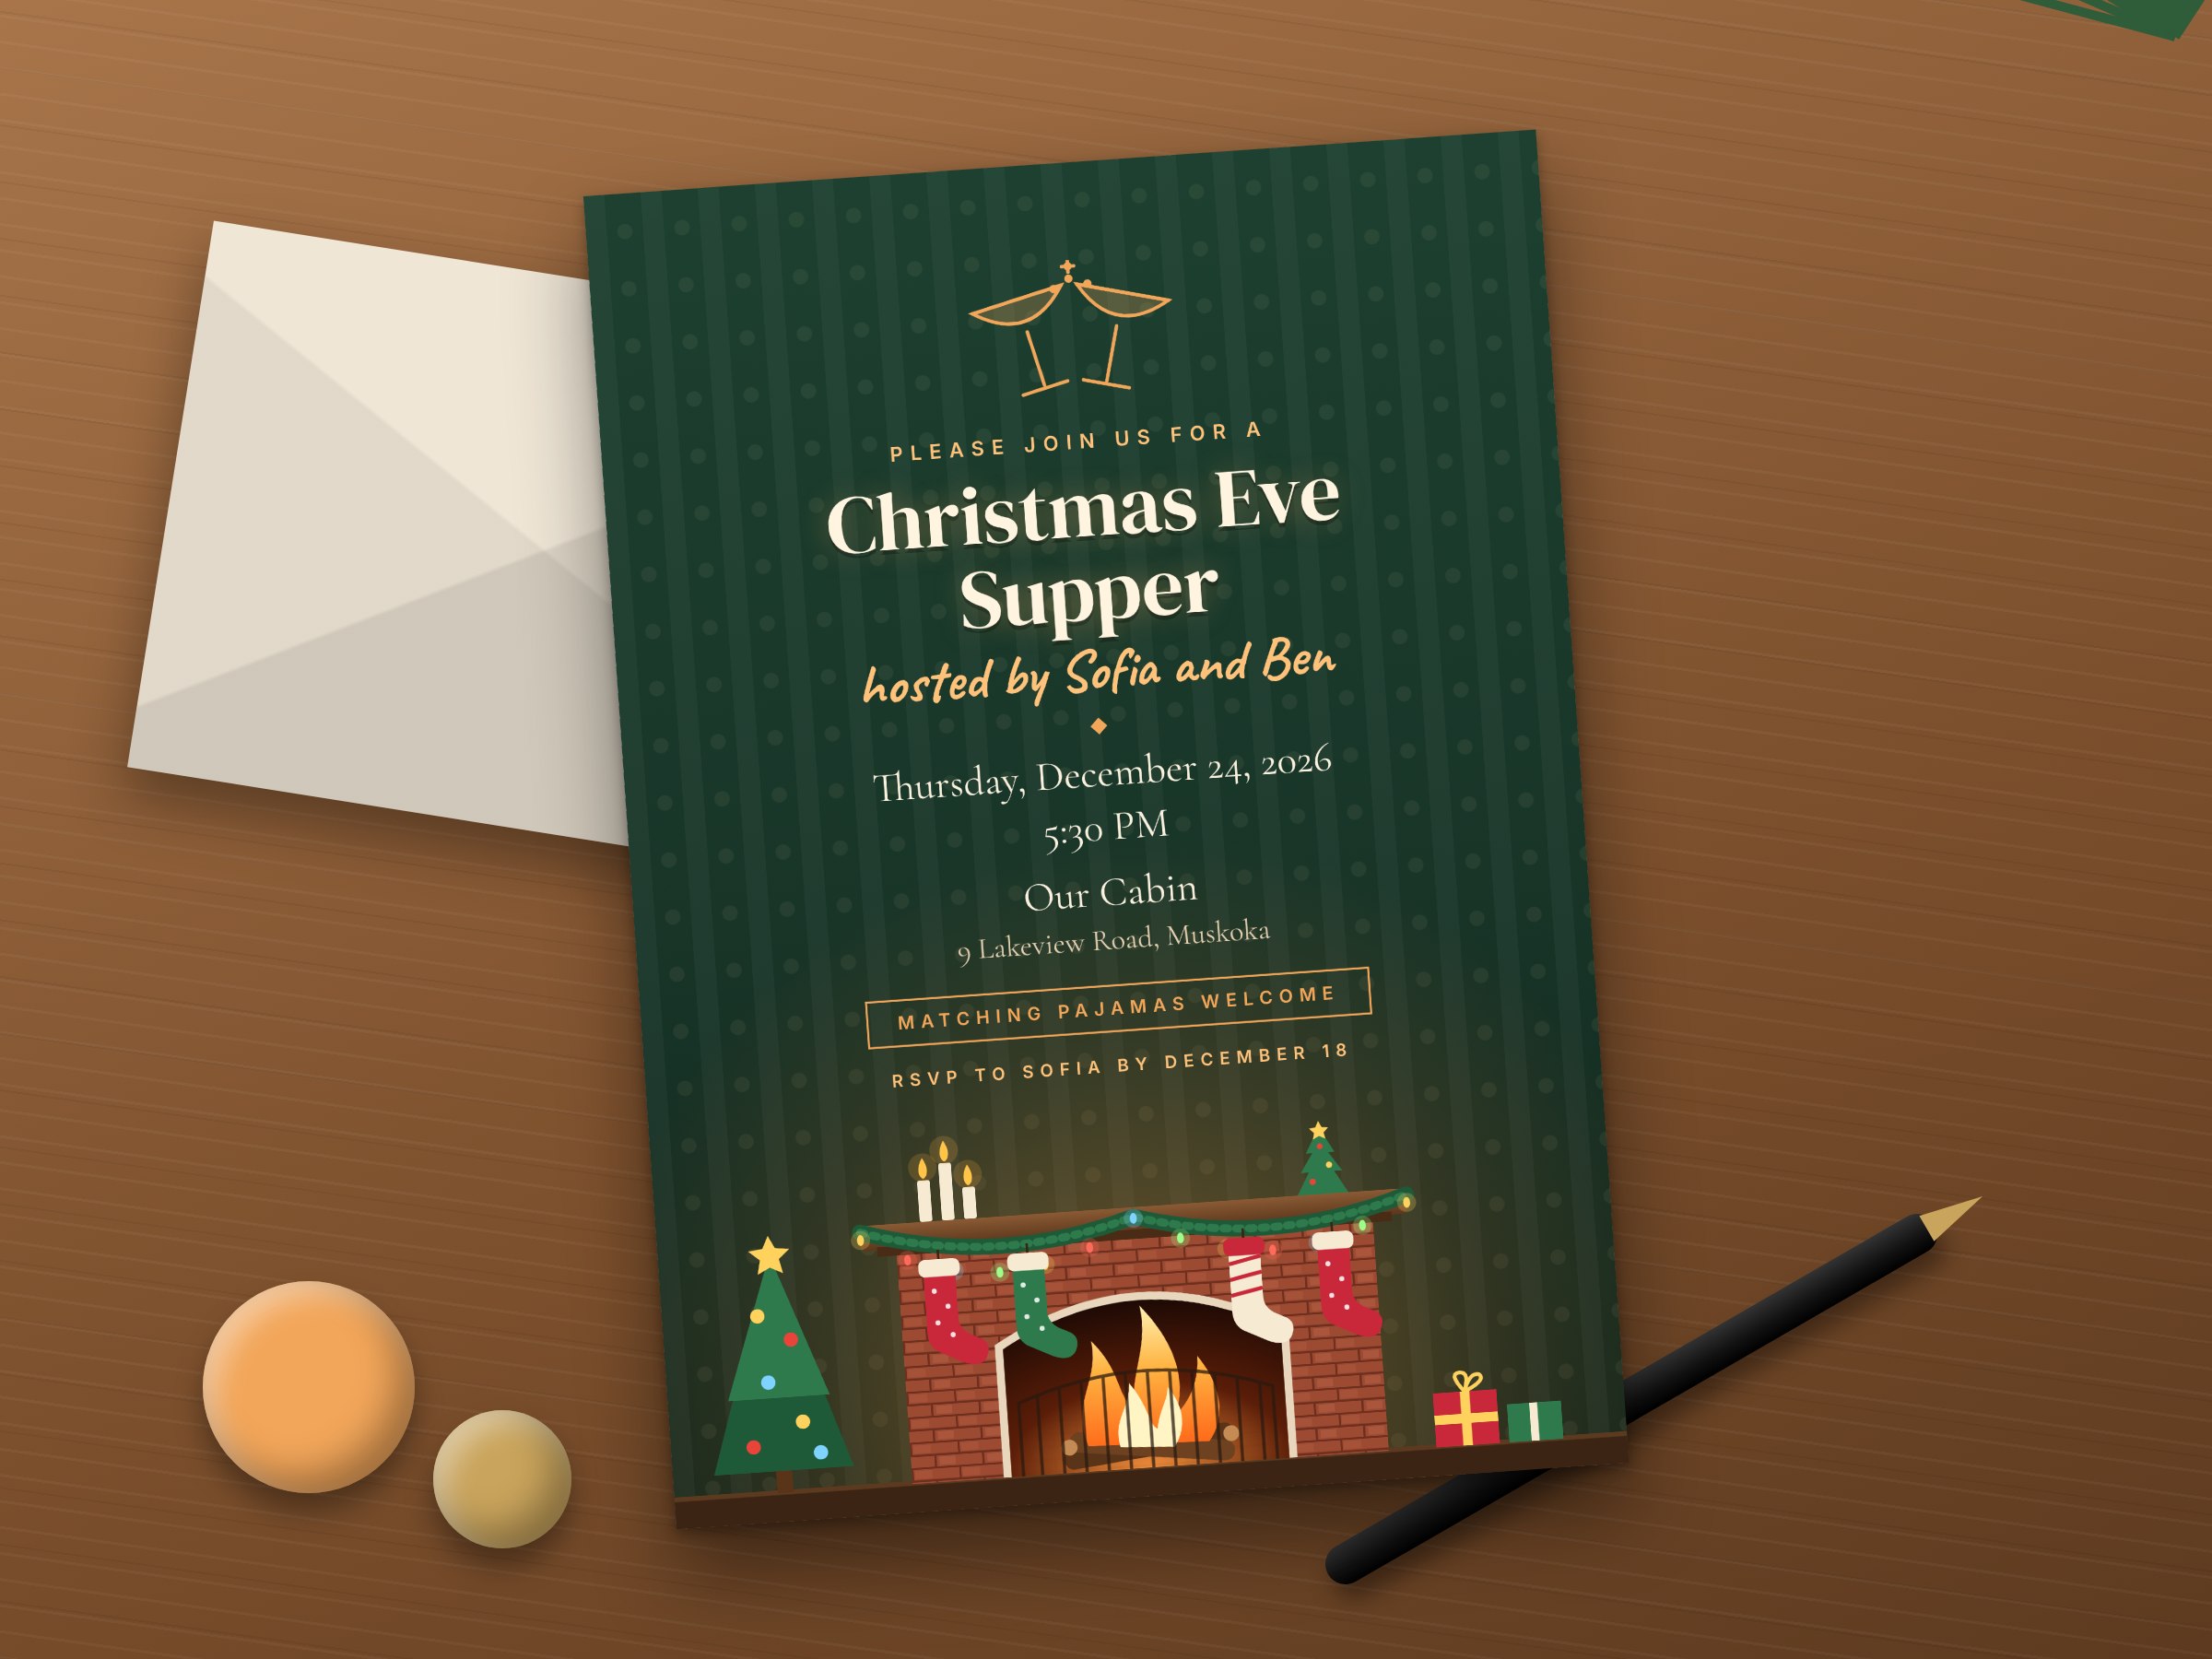 PLEASE JOIN US FOR A
Christmas Eve
Supper
hosted by Sofia and Ben
Thursday, December 24, 2026
5:30 PM
Our Cabin
9 Lakeview Road, Muskoka
MATCHING PAJAMAS WELCOME
RSVP TO SOFIA BY DECEMBER 18